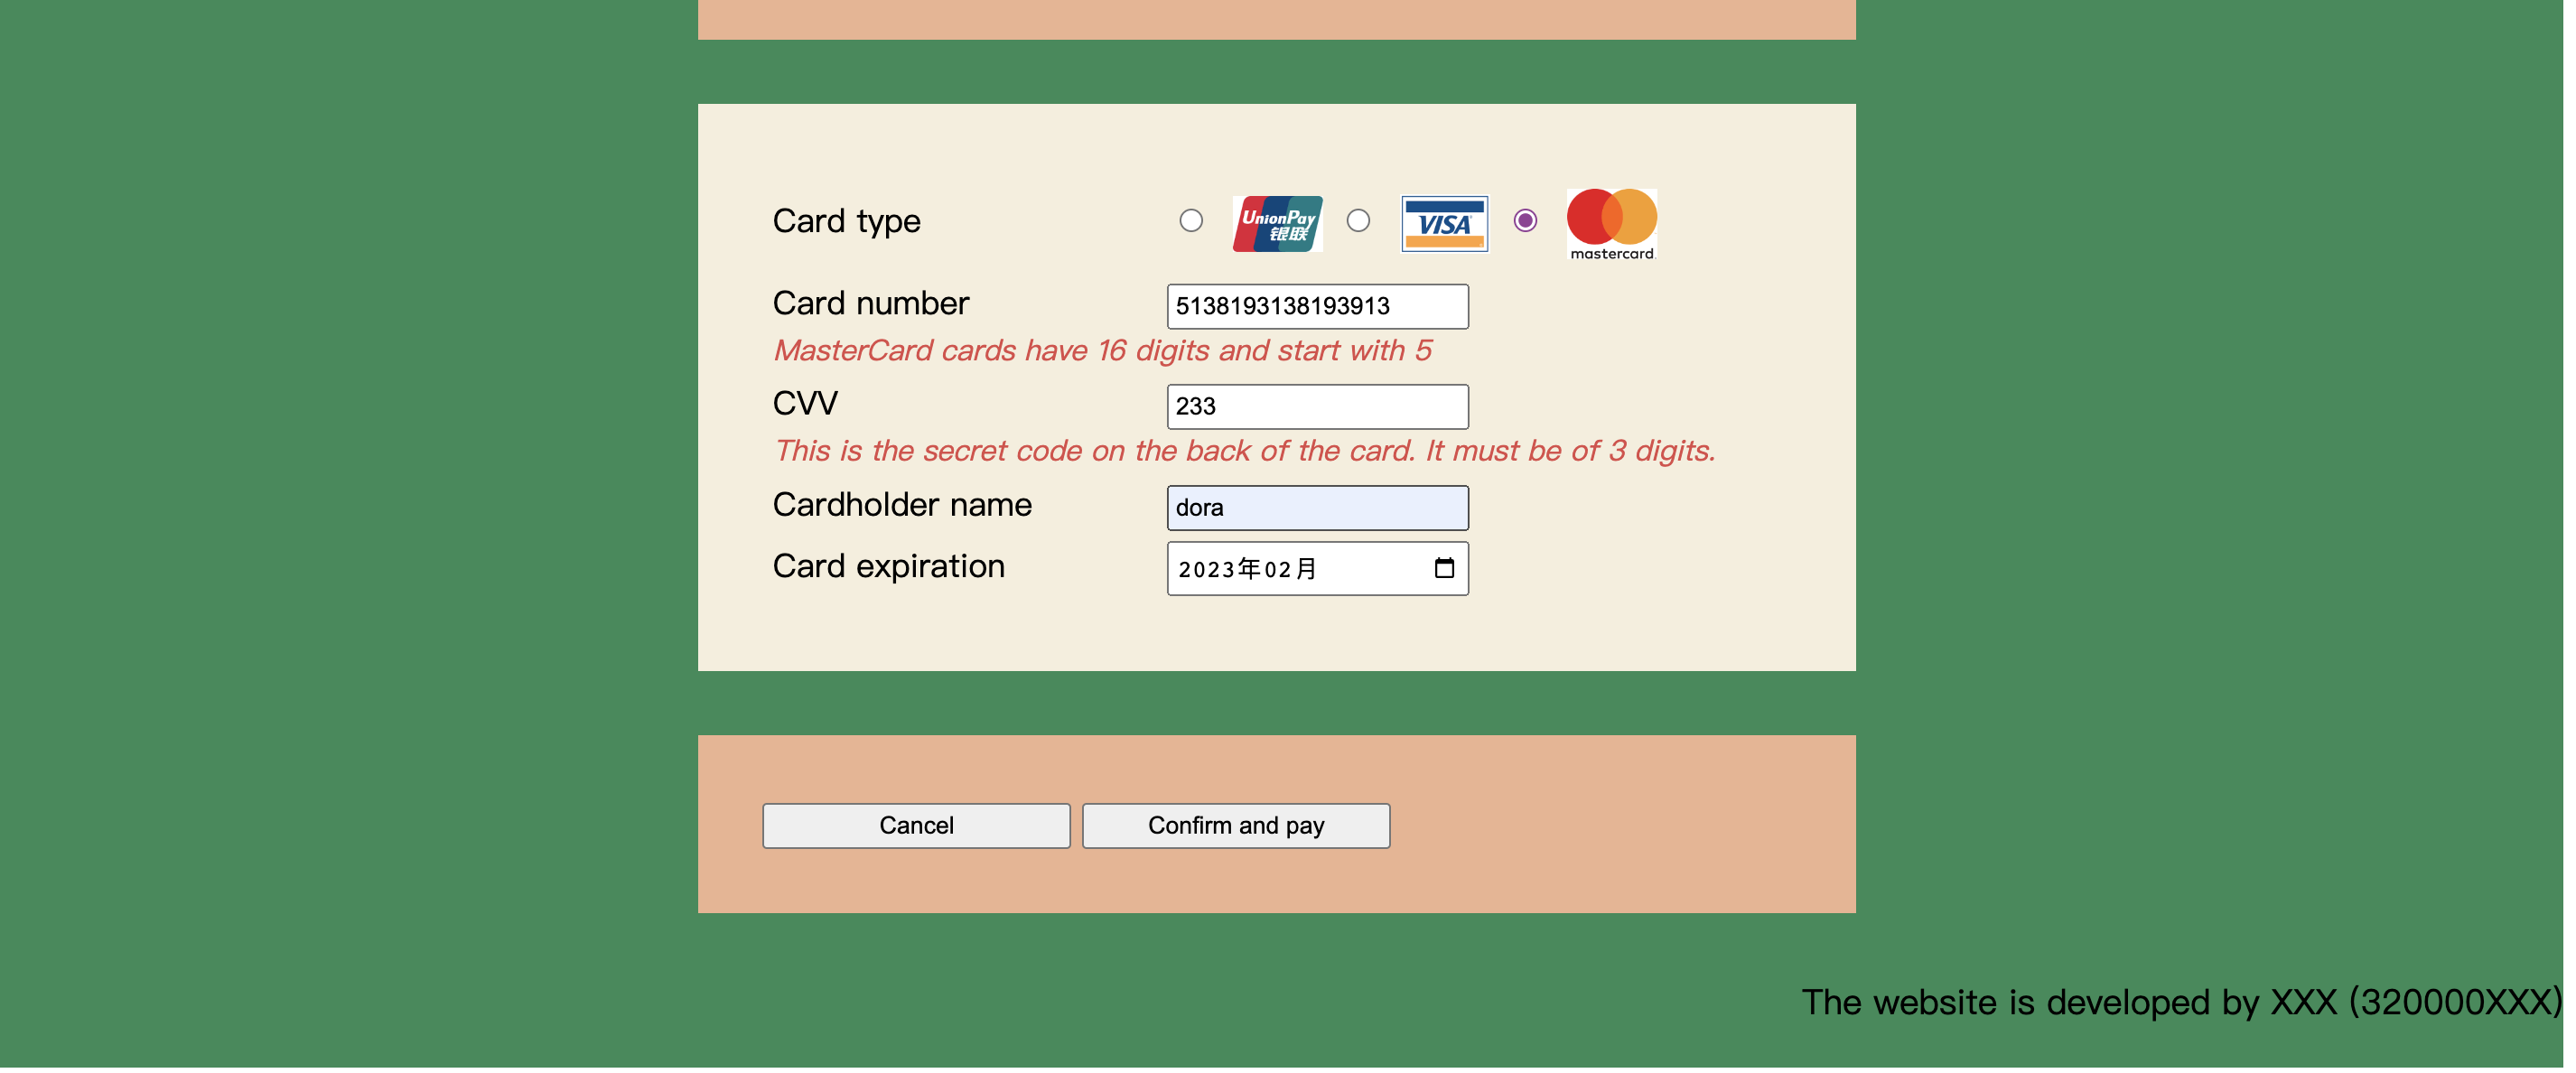 Card type UnionPay 银联 VISA mastercard.
Card number 5138193138193913
MasterCard cards have 16 digits and start with 5
CVV 233
This is the secret code on the back of the card. It must be of 3 digits.
Cardholder name dora
Card expiration 2023年02月
Cancel Confirm and pay
The website is developed by XXX (320000XXX)